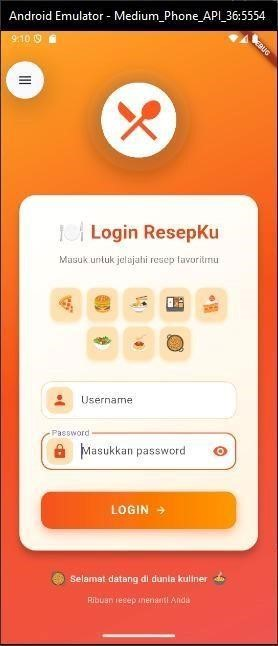 Android Emulator - Medium_Phone_API_36:5554
9:10
DEBUG
Login ResepKu
Masuk untuk jelajahi resep favoritmu
Username
Password
Masukkan password
LOGIN →
Selamat datang di dunia kuliner
Ribuan resep menanti Anda